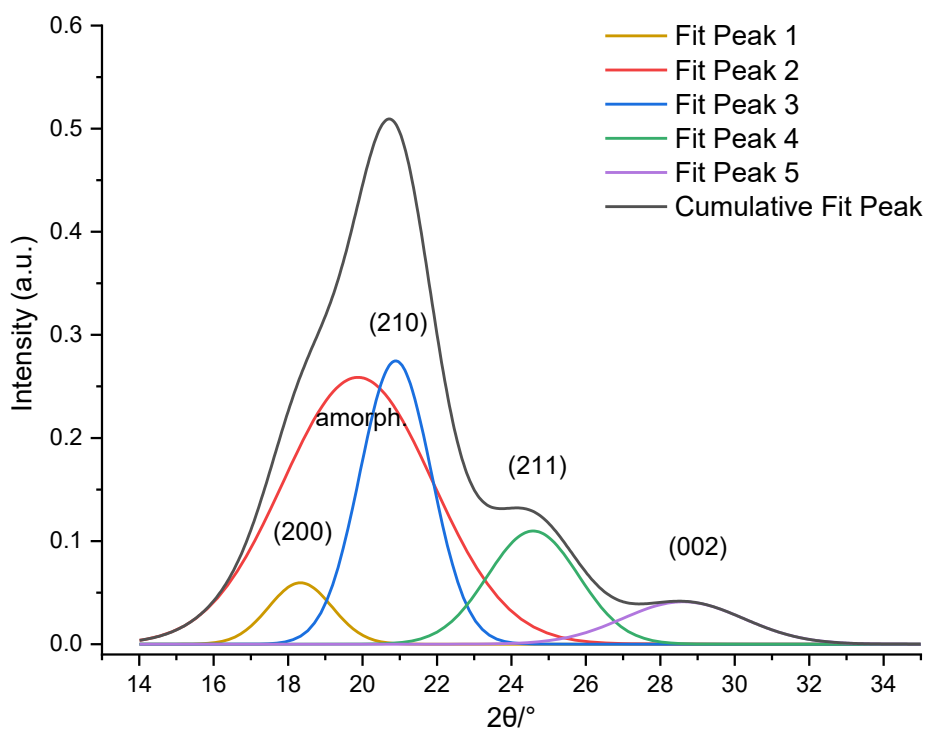 0.6
0.5
0.4
0.3
0.2
0.1
0.0
Intensity (a.u.)
Fit Peak 1
Fit Peak 2
Fit Peak 3
Fit Peak 4
Fit Peak 5
Cumulative Fit Peak
(210)
amorph.
(211)
(200)
(002)
14 16 18 20 22 24 26 28 30 32 34
2θ/°